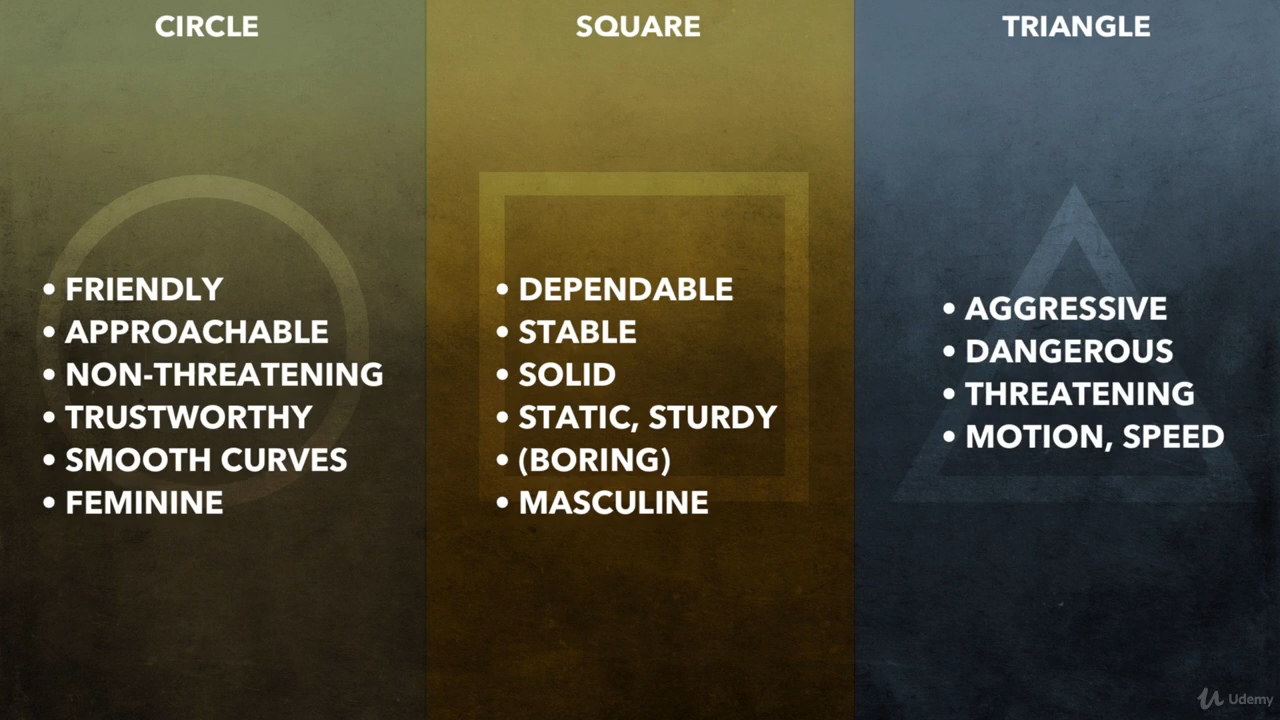 CIRCLE
• FRIENDLY
• APPROACHABLE
• NON-THREATENING
• TRUSTWORTHY
• SMOOTH CURVES
• FEMININE
SQUARE
• DEPENDABLE
• STABLE
• SOLID
• STATIC, STURDY
• (BORING)
• MASCULINE
TRIANGLE
• AGGRESSIVE
• DANGEROUS
• THREATENING
• MOTION, SPEED
Udemy